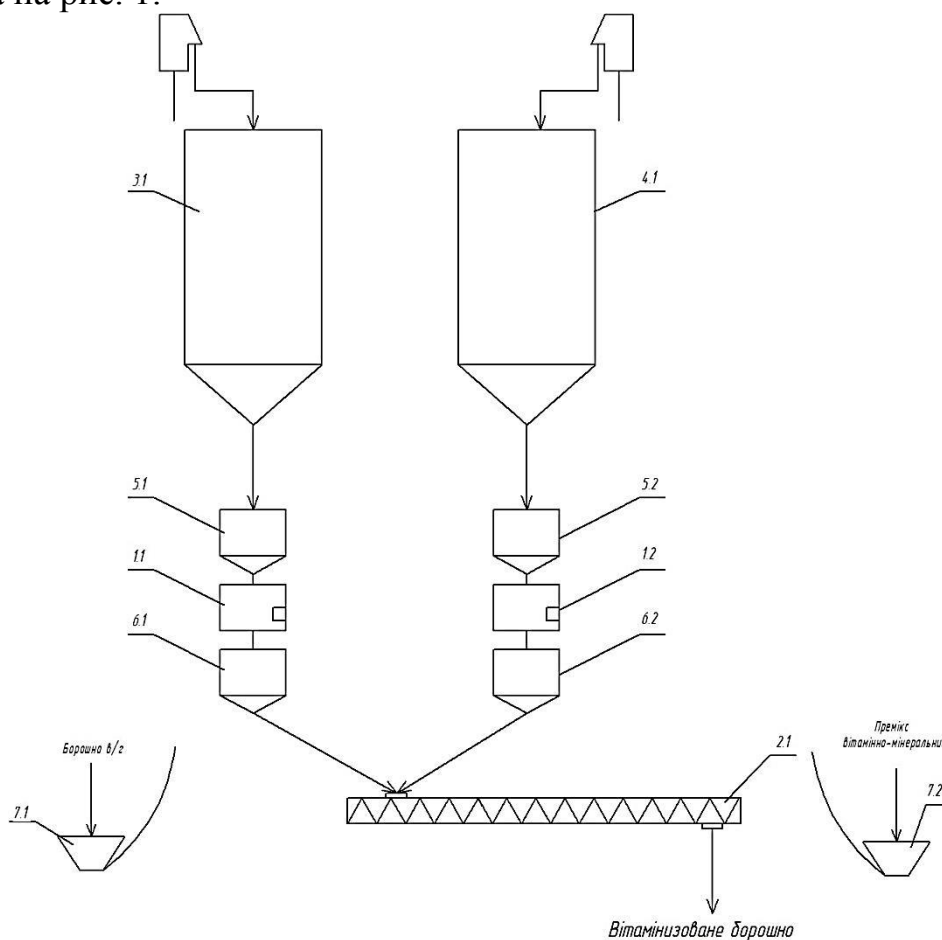 на рис. 1.
3.1
4.1
5.1
5.2
1.1
1.2
6.1
6.2
Борошно в/г
Премікс
вітамінно-мінеральни
2.1
7.1
7.2
Вітамінизоване борошно